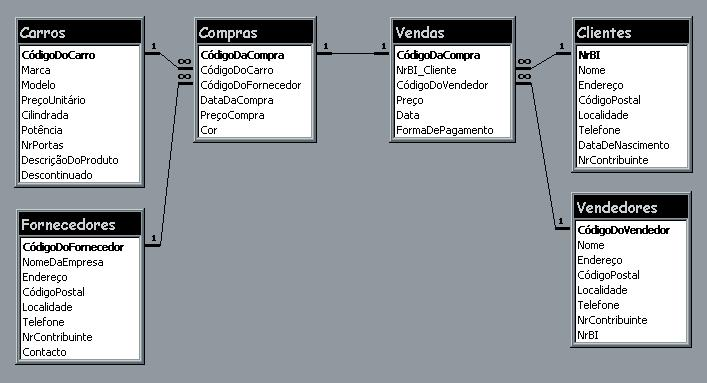 Carros
CódigoDoCarro
Marca
Modelo
PreçoUnitário
Cilindrada
Potência
NrPortas
DescriçãoDoProduto
Descontinuado
1
∞
∞
Compras
CódigoDaCompra
CódigoDoCarro
CódigoDoFornecedor
DataDaCompra
PreçoCompra
Cor
1
1
Vendas
CódigoDaCompra
NrBI_Cliente
CódigoDoVendedor
Preço
Data
FormaDePagamento
∞
∞
1
Clientes
NrBI
Nome
Endereço
CódigoPostal
Localidade
Telefone
DataDeNascimento
NrContribuinte
Fornecedores
CódigoDoFornecedor
NomeDaEmpresa
Endereço
CódigoPostal
Localidade
Telefone
NrContribuinte
Contacto
1
1
Vendedores
CódigoDoVendedor
Nome
Endereço
CódigoPostal
Localidade
Telefone
NrContribuinte
NrBI